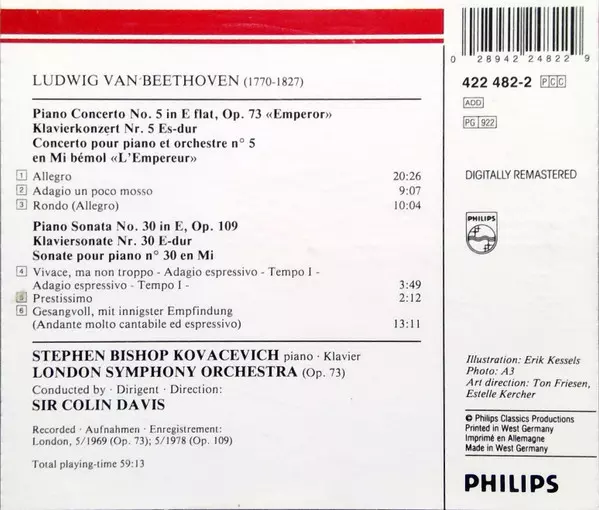 LUDWIG VAN BEETHOVEN (1770-1827)
Piano Concerto No. 5 in E flat, Op. 73 «Emperor»
Klavierkonzert Nr. 5 Es-dur
Concerto pour piano et orchestre n° 5
en Mi bémol «L'Empereur»
1 Allegro 20:26
2 Adagio un poco mosso 9:07
3 Rondo (Allegro) 10:04
Piano Sonata No. 30 in E, Op. 109
Klaviersonate Nr. 30 E-dur
Sonate pour piano n° 30 en Mi
4 Vivace, ma non troppo - Adagio espressivo - Tempo I -
Adagio espressivo - Tempo I - 3:49
5 Prestissimo 2:12
6 Gesangvoll, mit innigster Empfindung
(Andante molto cantabile ed espressivo) 13:11
STEPHEN BISHOP KOVACEVICH piano · Klavier
LONDON SYMPHONY ORCHESTRA (Op. 73)
Conducted by · Dirigent · Direction:
SIR COLIN DAVIS
Recorded · Aufnahmen · Enregistrement:
London, 5/1969 (Op. 73); 5/1978 (Op. 109)
Total playing-time 59:13
0 28942 24822 9
422 482-2 PCC
ADD
PG 922
DIGITALLY REMASTERED
PHILIPS
Illustration: Erik Kessels
Photo: A3
Art direction: Ton Friesen,
Estelle Kercher
© Philips Classics Productions
Printed in West Germany
Imprimé en Allemagne
Made in West Germany
PHILIPS